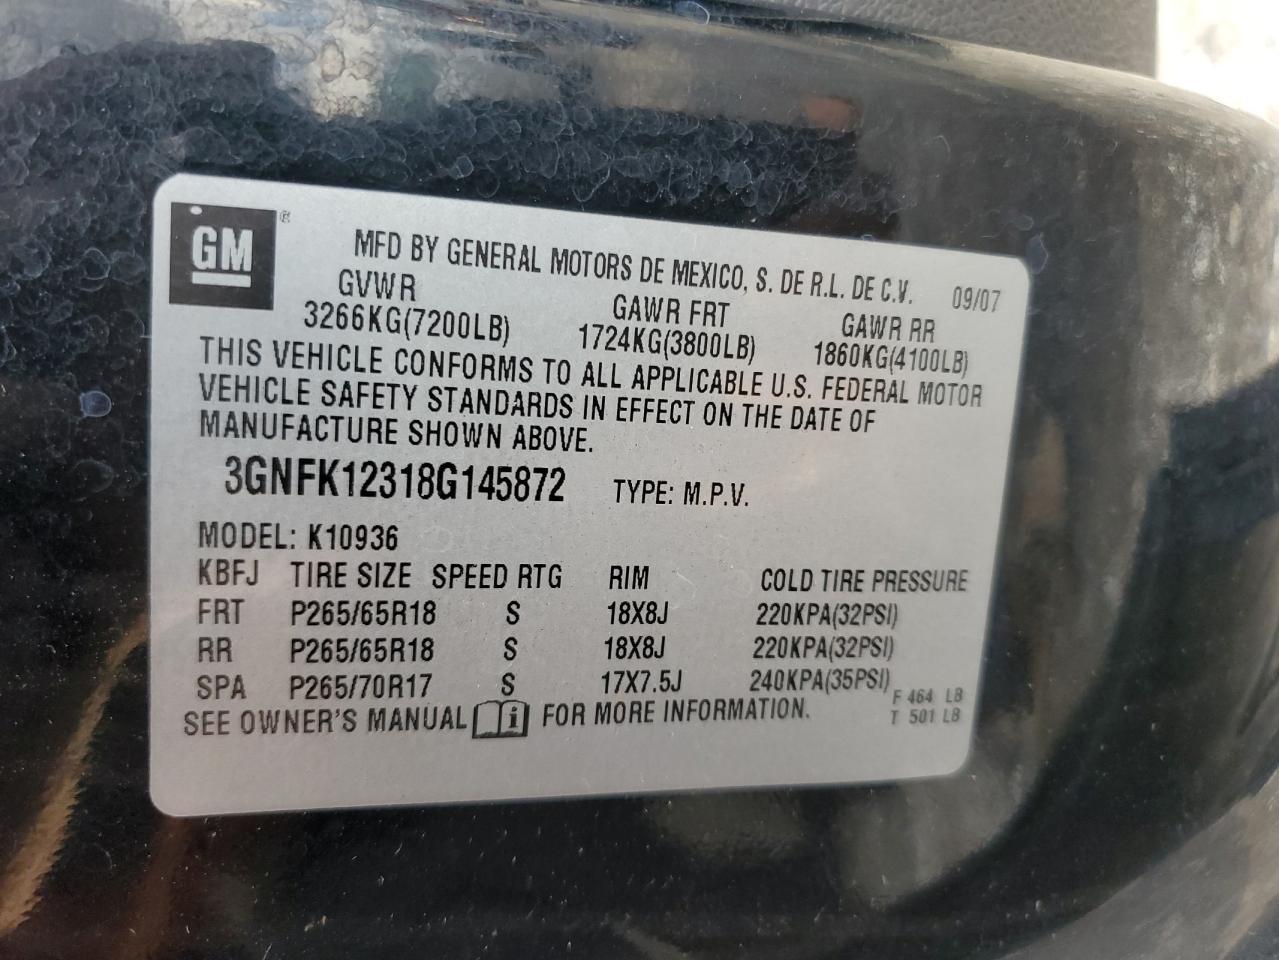 GM ®
MFD BY GENERAL MOTORS DE MEXICO, S. DE R.L. DE C.V. 09/07
GVWR GAWR FRT GAWR RR
3266KG(7200LB) 1724KG(3800LB) 1860KG(4100LB)
THIS VEHICLE CONFORMS TO ALL APPLICABLE U.S. FEDERAL MOTOR
VEHICLE SAFETY STANDARDS IN EFFECT ON THE DATE OF
MANUFACTURE SHOWN ABOVE.
3GNFK12318G145872 TYPE: M.P.V.
MODEL: K10936
KBFJ TIRE SIZE SPEED RTG RIM COLD TIRE PRESSURE
FRT P265/65R18 S 18X8J 220KPA(32PSI)
RR P265/65R18 S 18X8J 220KPA(32PSI)
SPA P265/70R17 S 17X7.5J 240KPA(35PSI)
SEE OWNER'S MANUAL i FOR MORE INFORMATION.
F 464 LB
T 501 LB